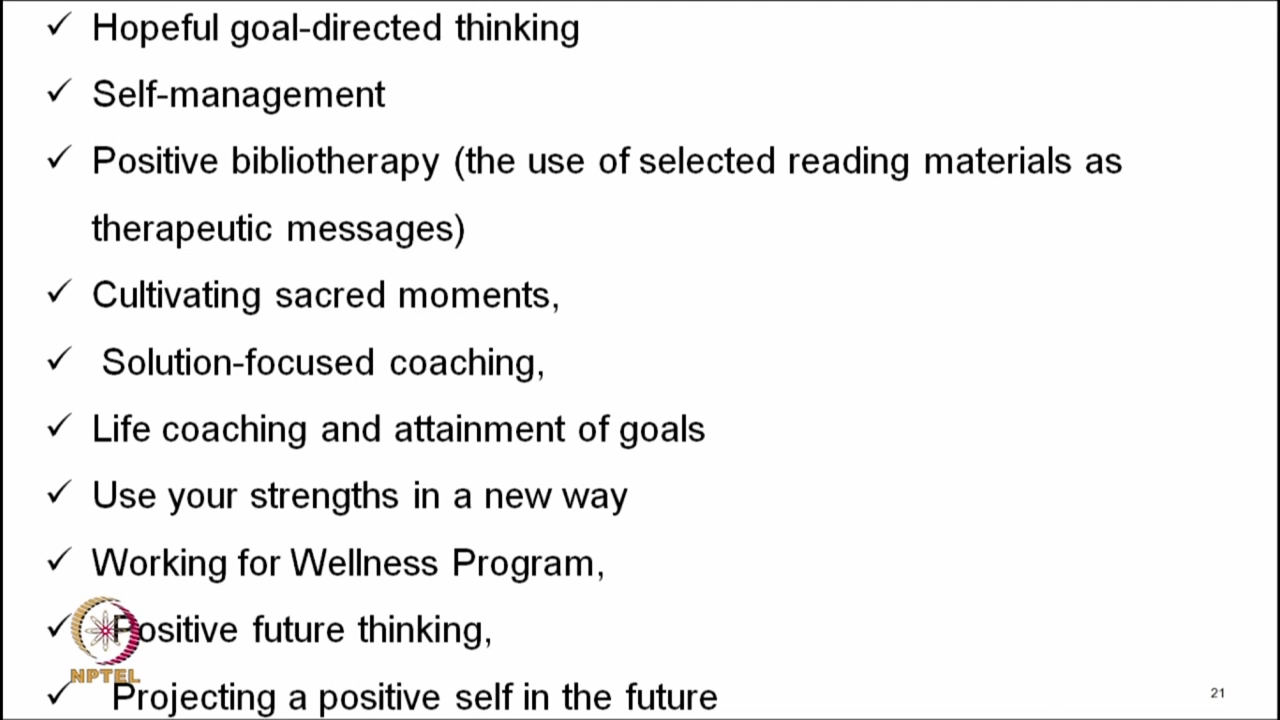 ✓ Hopeful goal-directed thinking
✓ Self-management
✓ Positive bibliotherapy (the use of selected reading materials as
therapeutic messages)
✓ Cultivating sacred moments,
✓ Solution-focused coaching,
✓ Life coaching and attainment of goals
✓ Use your strengths in a new way
✓ Working for Wellness Program,
✓ Positive future thinking,
NPTEL
✓ Projecting a positive self in the future
21